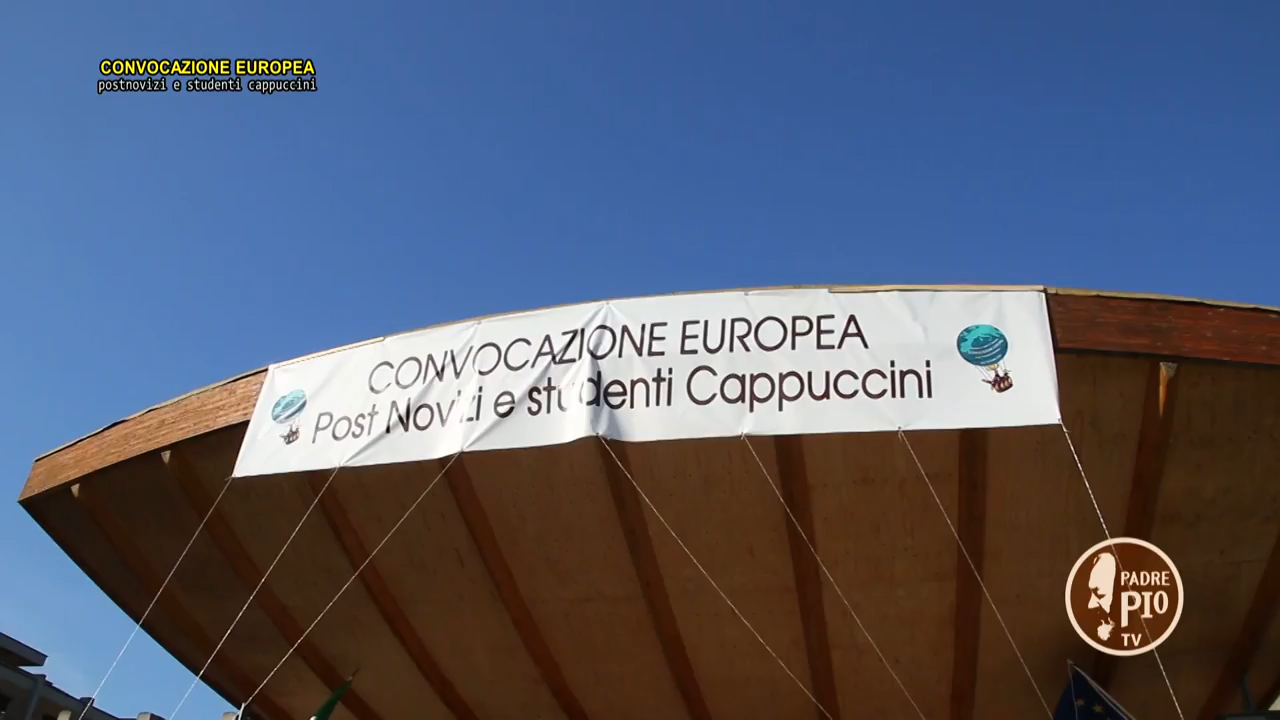 CONVOCAZIONE EUROPEA
postnovizi e studenti cappuccini
CONVOCAZIONE EUROPEA
Post Novizi e studenti Cappuccini
PADRE
PIO
TV